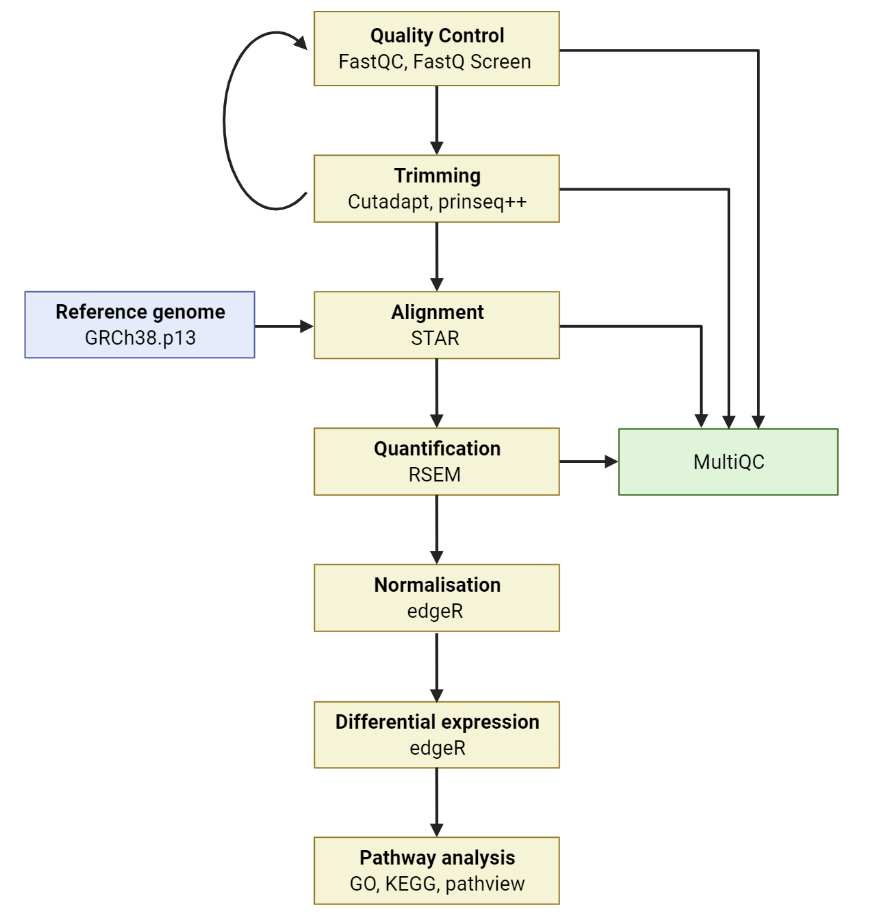 Quality Control
FastQC, FastQ Screen
Trimming
Cutadapt, prinseq++
Reference genome
GRCh38.p13
Alignment
STAR
Quantification
RSEM
MultiQC
Normalisation
edgeR
Differential expression
edgeR
Pathway analysis
GO, KEGG, pathview